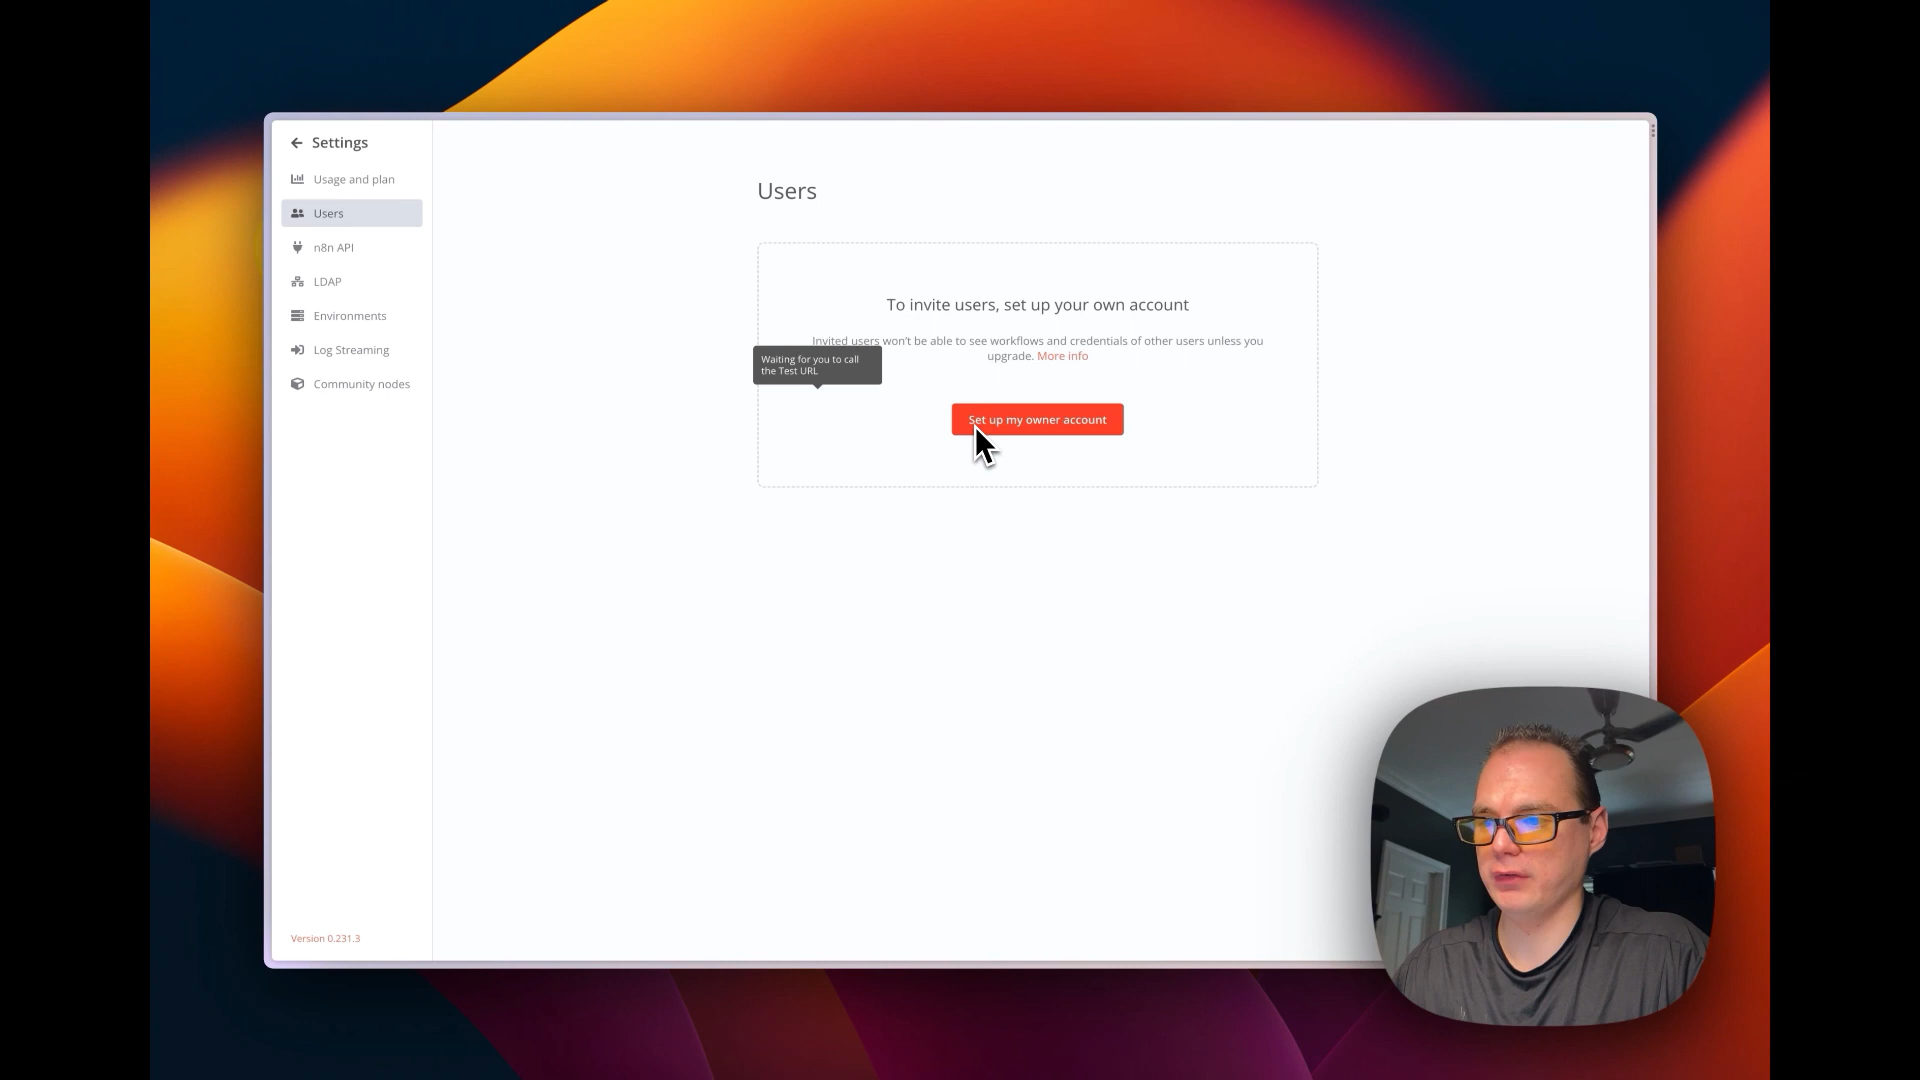 Settings
Usage and plan
Users
n8n API
LDAP
Environments
Log Streaming
Community nodes
Version 0.231.3
Users
To invite users, set up your own account
Invited users won't be able to see workflows and credentials of other users unless you
upgrade. More info
Waiting for you to call
the Test URL
Set up my owner account